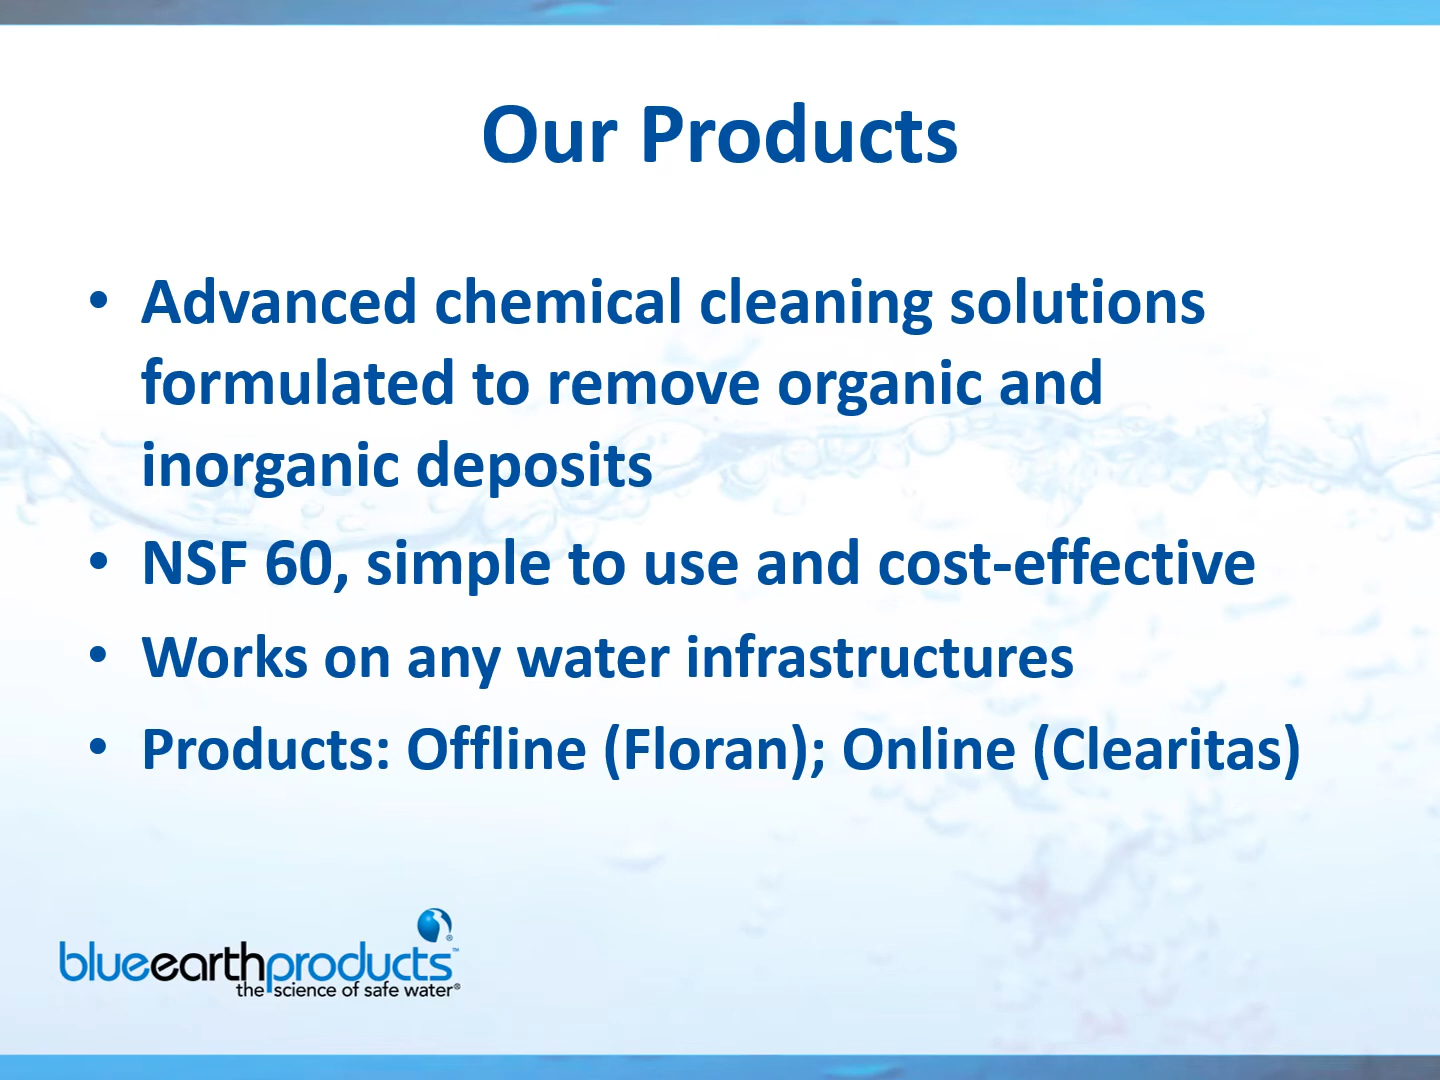 Our Products
• Advanced chemical cleaning solutions
formulated to remove organic and
inorganic deposits
• NSF 60, simple to use and cost-effective
• Works on any water infrastructures
• Products: Offline (Floran); Online (Clearitas)
blueearthproducts™
the science of safe water®